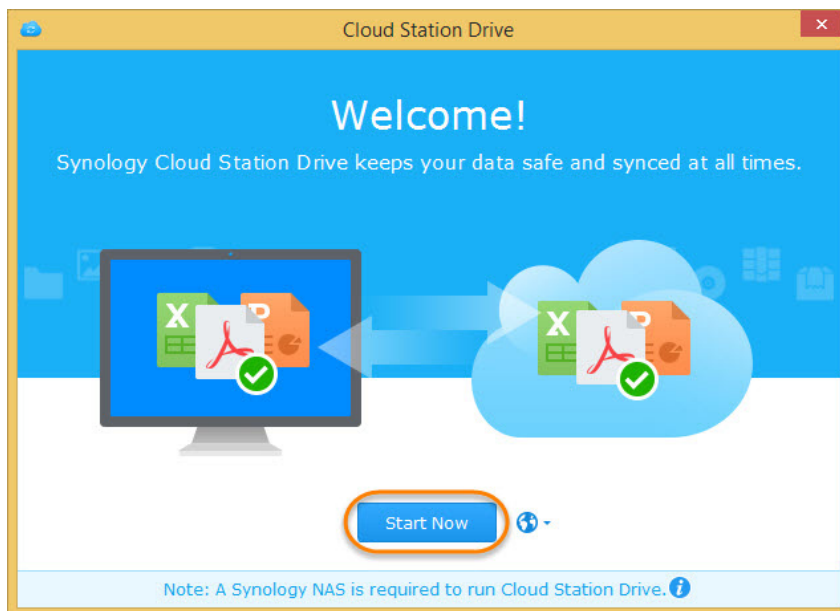 Cloud Station Drive
Welcome!
Synology Cloud Station Drive keeps your data safe and synced at all times.
X P X P
Start Now
Note: A Synology NAS is required to run Cloud Station Drive.